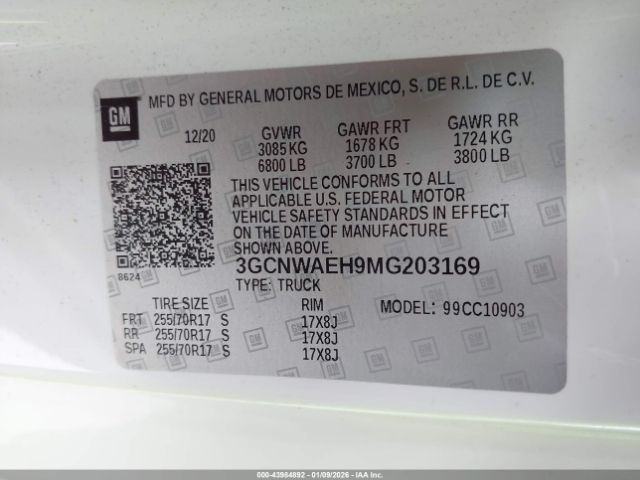 GM
MFD BY GENERAL MOTORS DE MEXICO, S. DE R.L. DE C.V.
12/20 GVWR GAWR FRT GAWR RR
3085 KG 1678 KG 1724 KG
6800 LB 3700 LB 3800 LB
THIS VEHICLE CONFORMS TO ALL
APPLICABLE U.S. FEDERAL MOTOR
VEHICLE SAFETY STANDARDS IN EFFECT
ON THE DATE OF MANUFACTURE
SHOWN ABOVE.
8624
3GCNWAEH9MG203169
TYPE: TRUCK
TIRE SIZE RIM MODEL: 99CC10903
FRT 255/70R17 S 17X8J
RR 255/70R17 S 17X8J
SPA 255/70R17 S 17X8J
000-43984892 - 01/09/2026 - IAAI, Inc.